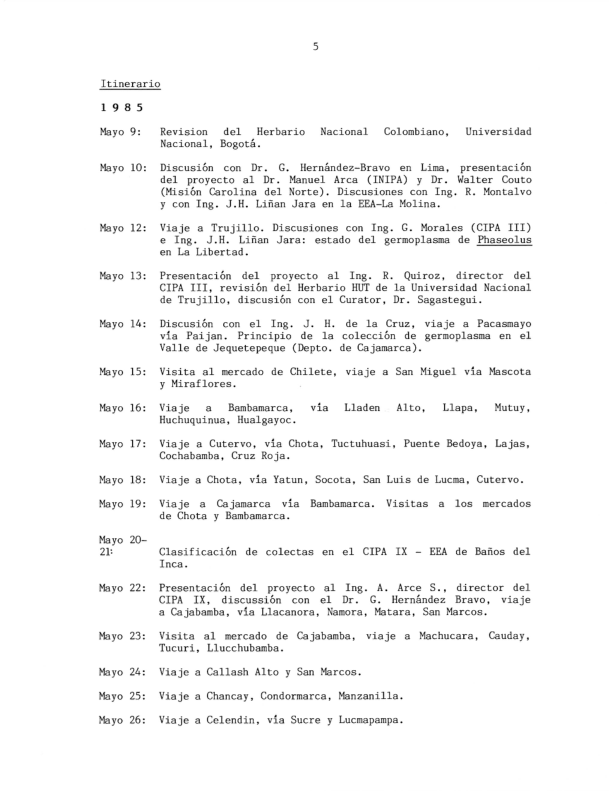 5
Itinerario
1985
Mayo 9: Revision del Herbario Nacional Colombiano, Universidad
Nacional, Bogotá.
Mayo 10: Discusión con Dr. G. Hernández-Bravo en Lima, presentación
del proyecto al Dr. Manuel Arca (INIPA) y Dr. Walter Couto
(Misión Carolina del Norte). Discusiones con Ing. R. Montalvo
y con Ing. J.H. Liñan Jara en la EEA-La Molina.
Mayo 12: Viaje a Trujillo. Discusiones con Ing. G. Morales (CIPA III)
e Ing. J.H. Liñan Jara: estado del germoplasma de Phaseolus
en La Libertad.
Mayo 13: Presentación del proyecto al Ing. R. Quiroz, director del
CIPA III, revisión del Herbario HUT de la Universidad Nacional
de Trujillo, discusión con el Curator, Dr. Sagastegui.
Mayo 14: Discusión con el Ing. J. H. de la Cruz, viaje a Pacasmayo
vía Paijan. Principio de la colección de germoplasma en el
Valle de Jequetepeque (Depto. de Cajamarca).
Mayo 15: Visita al mercado de Chilete, viaje a San Miguel vía Mascota
y Miraflores.
Mayo 16: Viaje a Bambamarca, vía Lladen Alto, Llapa, Mutuy,
Huchuquinua, Hualgayoc.
Mayo 17: Viaje a Cutervo, vía Chota, Tuctuhuasi, Puente Bedoya, Lajas,
Cochabamba, Cruz Roja.
Mayo 18: Viaje a Chota, vía Yatun, Socota, San Luis de Lucma, Cutervo.
Mayo 19: Viaje a Cajamarca vía Bambamarca. Visitas a los mercados
de Chota y Bambamarca.
Mayo 20-
21: Clasificación de colectas en el CIPA IX - EEA de Baños del
Inca.
Mayo 22: Presentación del proyecto al Ing. A. Arce S., director del
CIPA IX, discussión con el Dr. G. Hernández Bravo, viaje
a Cajabamba, vía Llacanora, Namora, Matara, San Marcos.
Mayo 23: Visita al mercado de Cajabamba, viaje a Machucara, Cauday,
Tucuri, Llucchubamba.
Mayo 24: Viaje a Callash Alto y San Marcos.
Mayo 25: Viaje a Chancay, Condormarca, Manzanilla.
Mayo 26: Viaje a Celendin, vía Sucre y Lucmapampa.